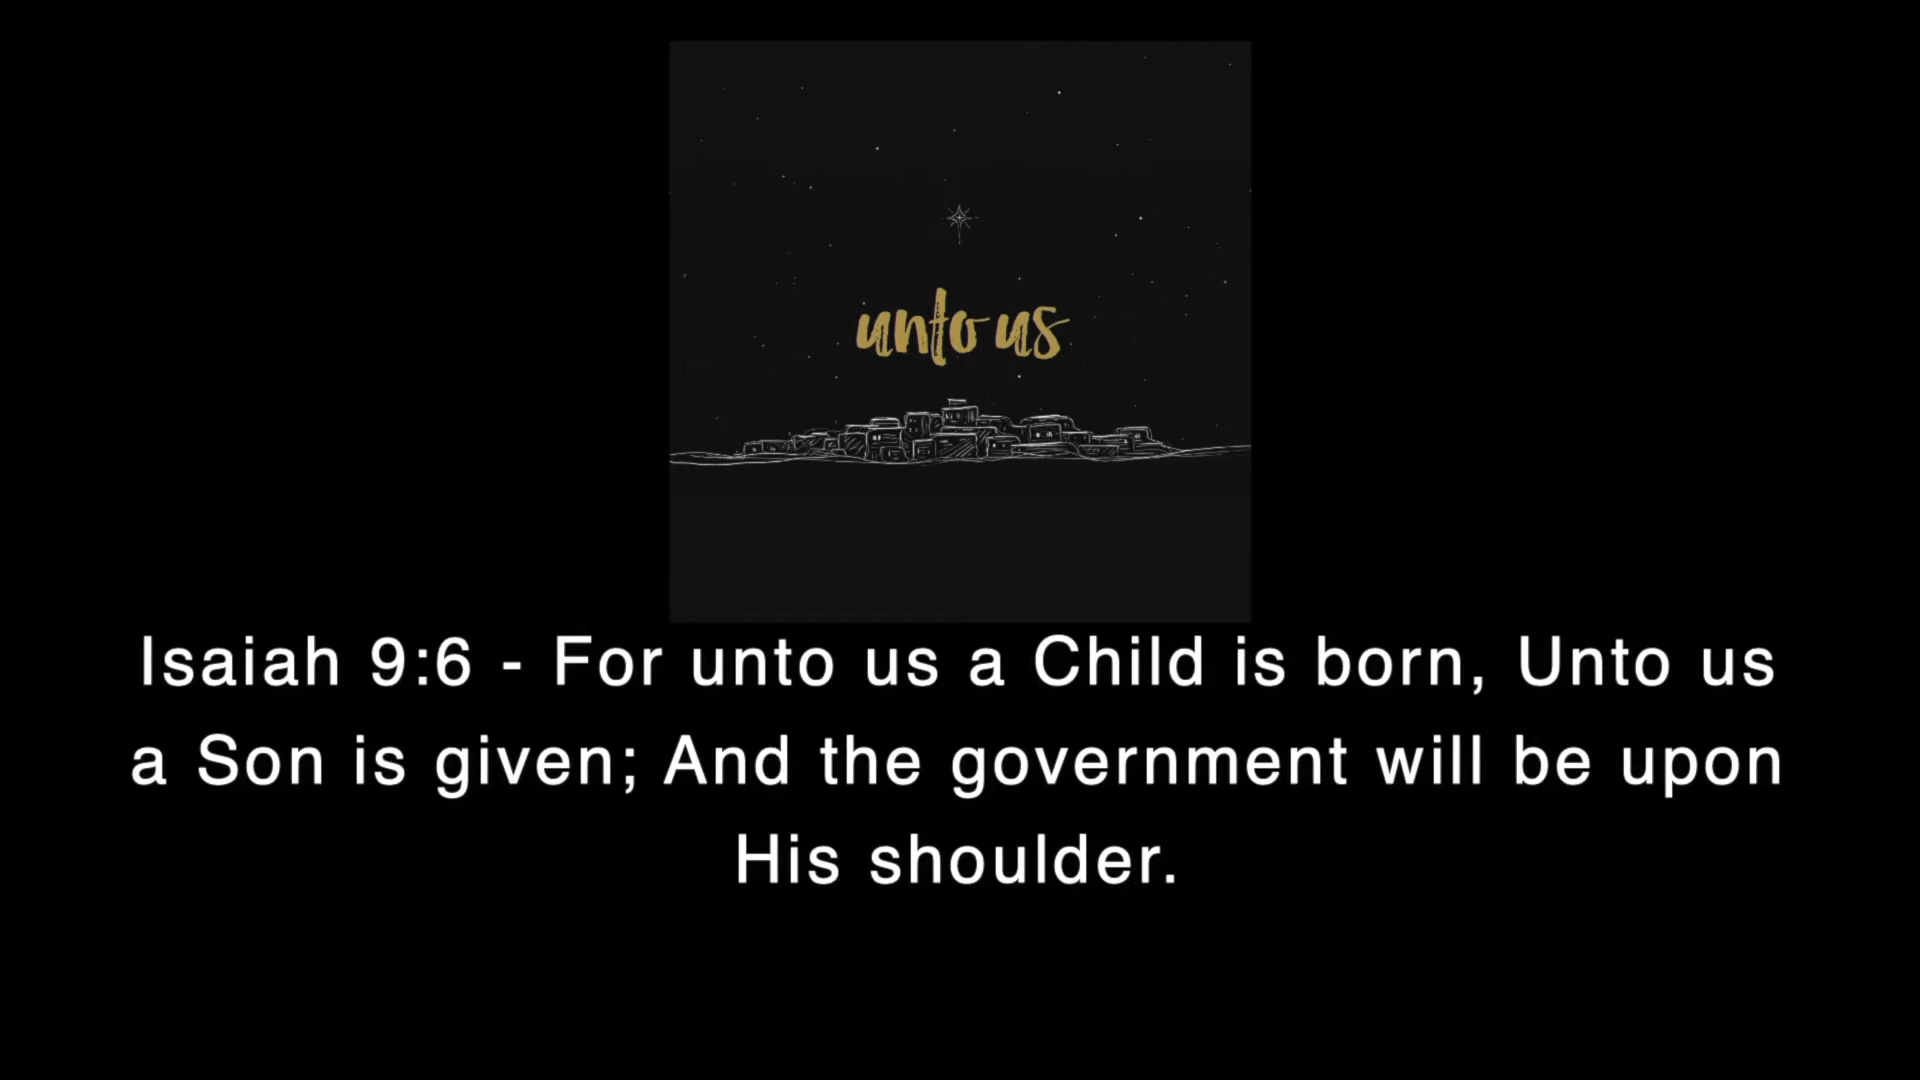 unto us
Isaiah 9:6 - For unto us a Child is born, Unto us
a Son is given; And the government will be upon
His shoulder.